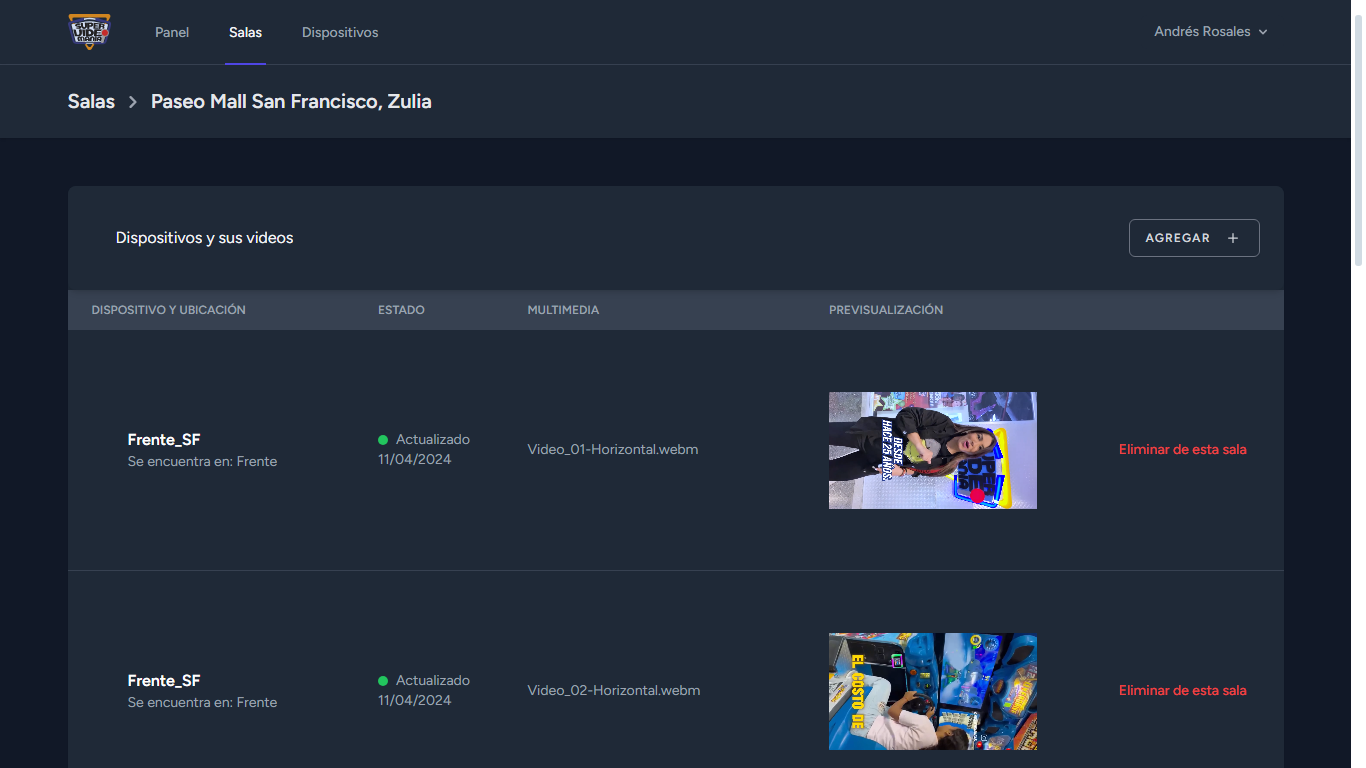 SUPER
VIDEO
MANÍA
Panel
Salas
Dispositivos
Andrés Rosales
Salas > Paseo Mall San Francisco, Zulia
Dispositivos y sus videos
AGREGAR +
DISPOSITIVO Y UBICACIÓN
ESTADO
MULTIMEDIA
PREVISUALIZACIÓN
Frente_SF
Se encuentra en: Frente
Actualizado
11/04/2024
Video_01-Horizontal.webm
DESDE
HACE 25 AÑOS
Eliminar de esta sala
Frente_SF
Se encuentra en: Frente
Actualizado
11/04/2024
Video_02-Horizontal.webm
EL COSTO DE
Eliminar de esta sala